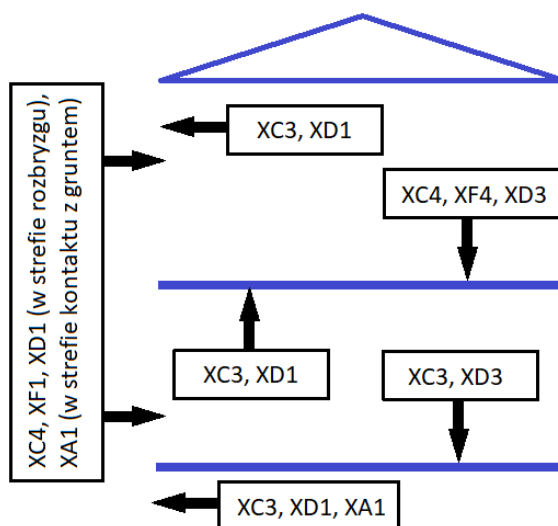 XC4, XF1, XD1 (w strefie rozbryzgu),
XA1 (w strefie kontaktu z gruntem)
XC3, XD1
XC4, XF4, XD3
XC3, XD1
XC3, XD3
XC3, XD1, XA1